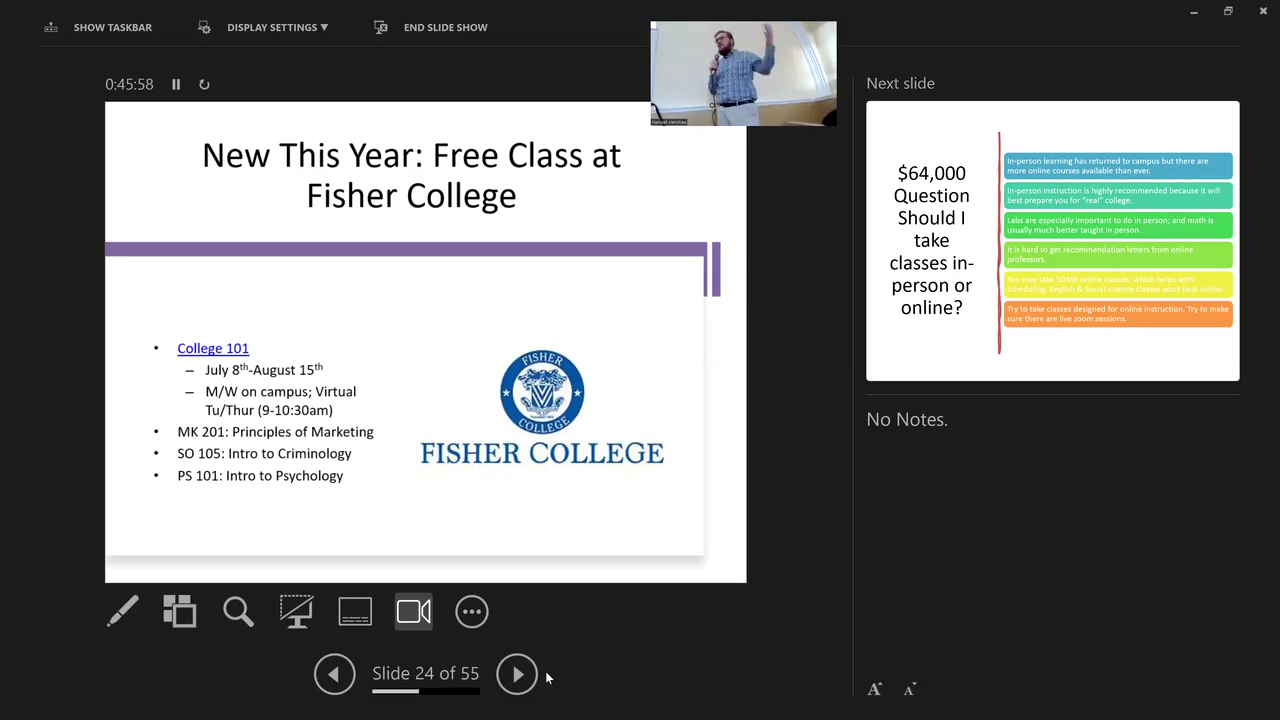 SHOW TASKBAR
DISPLAY SETTINGS ▼
END SLIDE SHOW
0:45:58
Hannah Henshaw
New This Year: Free Class at
Fisher College
• College 101
– July 8th-August 15th
– M/W on campus; Virtual
Tu/Thur (9-10:30am)
• MK 201: Principles of Marketing
• SO 105: Intro to Criminology
• PS 101: Intro to Psychology
FISHER
COLLEGE
FISHER COLLEGE
Slide 24 of 55
Next slide
$64,000
Question
Should I
take
classes in-
person or
online?
In-person learning has returned to campus but there are
more online courses available than ever.
In-person instruction is highly recommended because it will
best prepare you for "real" college.
Labs are especially important to do in person; and math is
usually much better taught in person.
It is hard to get recommendation letters from online
professors.
You may take SOME online classes, which helps with
scheduling. English & Social science classes work best online.
Try to take classes designed for online instruction. Try to make
sure there are live zoom sessions.
No Notes.
A A